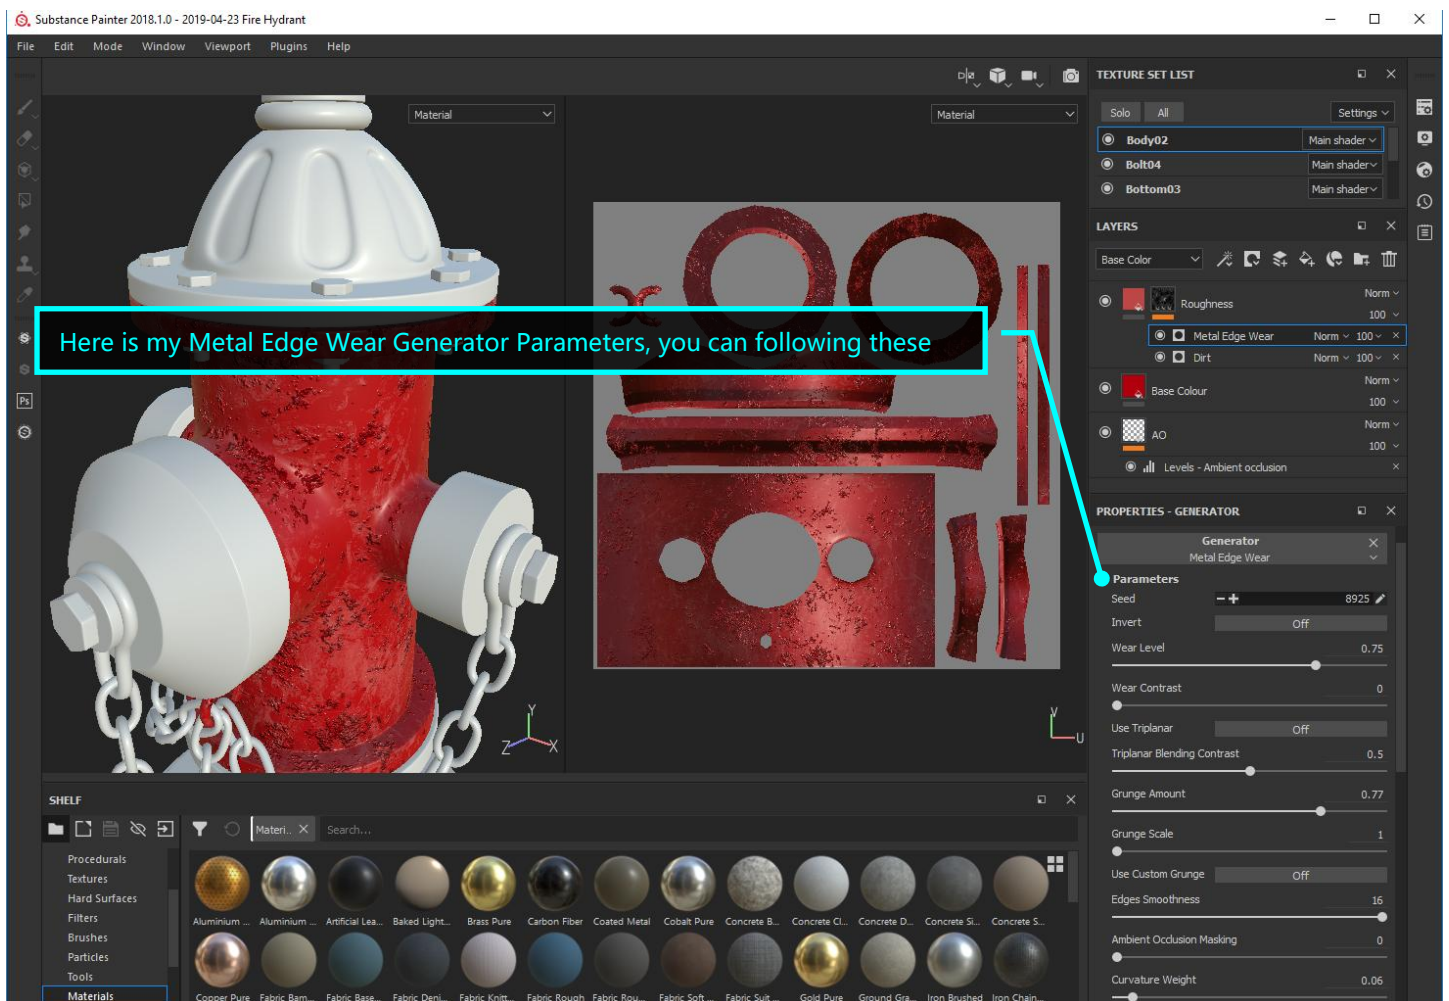 Substance Painter 2018.1.0 - 2019-04-23 Fire Hydrant
File Edit Mode Window Viewport Plugins Help
Material
Material
Here is my Metal Edge Wear Generator Parameters, you can following these
Y
Z
X
V
U
Ps
TEXTURE SET LIST
Solo All Settings
Body02 Main shader
Bolt04 Main shader
Bottom03 Main shader
LAYERS
Base Color
Norm
Roughness
100
Metal Edge Wear Norm 100
Dirt Norm 100
Norm
Base Colour
100
Norm
AO
100
Levels - Ambient occlusion
PROPERTIES - GENERATOR
Generator
Metal Edge Wear
Parameters
Seed 8925
Invert Off
Wear Level 0.75
Wear Contrast 0
Use Triplanar Off
Triplanar Blending Contrast 0.5
Grunge Amount 0.77
Grunge Scale 1
Use Custom Grunge Off
Edges Smoothness 16
Ambient Occlusion Masking 0
Curvature Weight 0.06
SHELF
Materi... Search...
Procedurals
Textures
Hard Surfaces
Filters
Brushes
Particles
Tools
Materials
Aluminium ... Aluminium ... Artificial Lea... Baked Light... Brass Pure Carbon Fiber Coated Metal Cobalt Pure Concrete B... Concrete Cl... Concrete D... Concrete Si... Concrete S...
Copper Pure Fabric Bam... Fabric Base... Fabric Deni... Fabric Knitt... Fabric Rough Fabric Rou... Fabric Soft ... Fabric Suit ... Gold Pure Ground Gra... Iron Brushed Iron Chain...